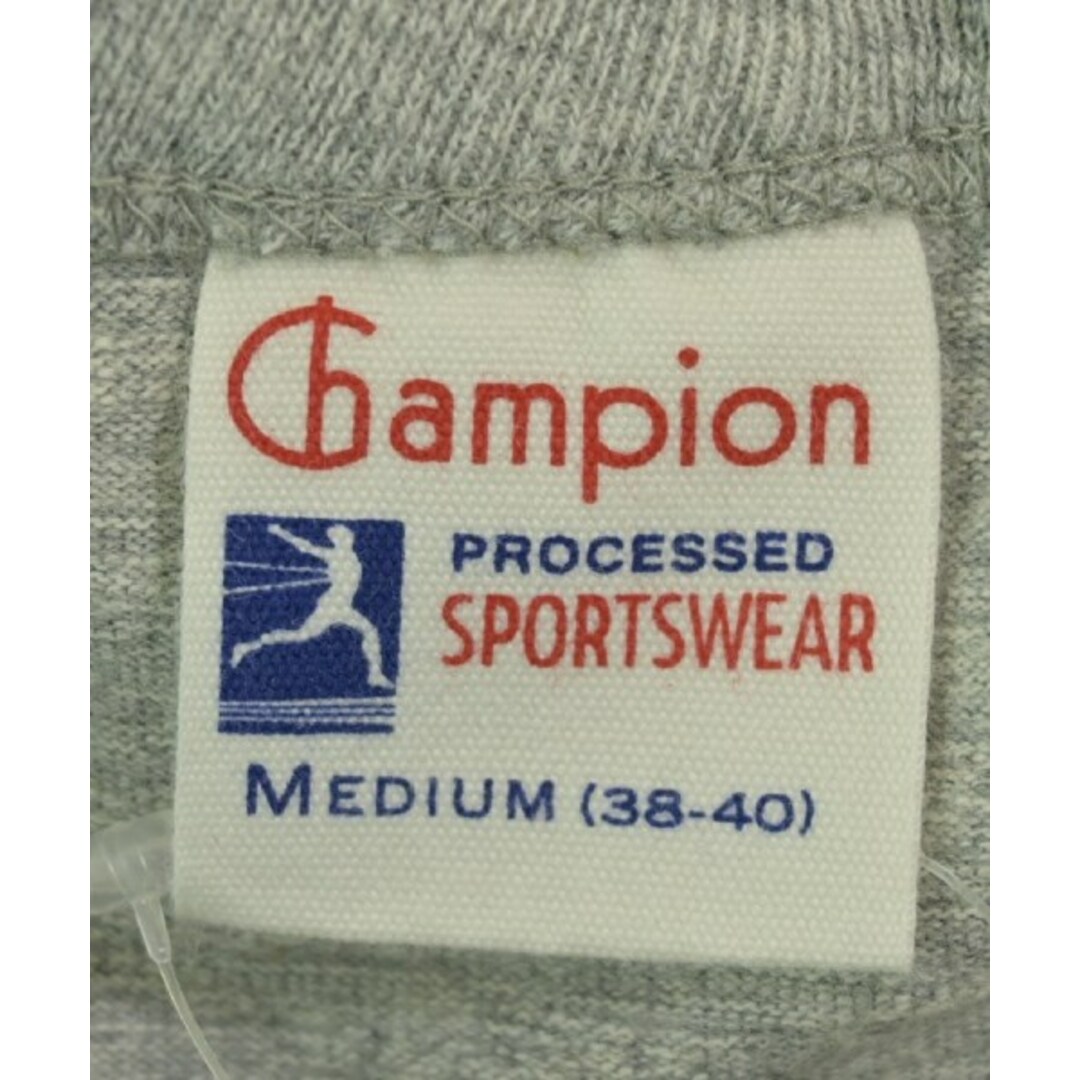 Champion
PROCESSED
SPORTSWEAR
MEDIUM (38-40)